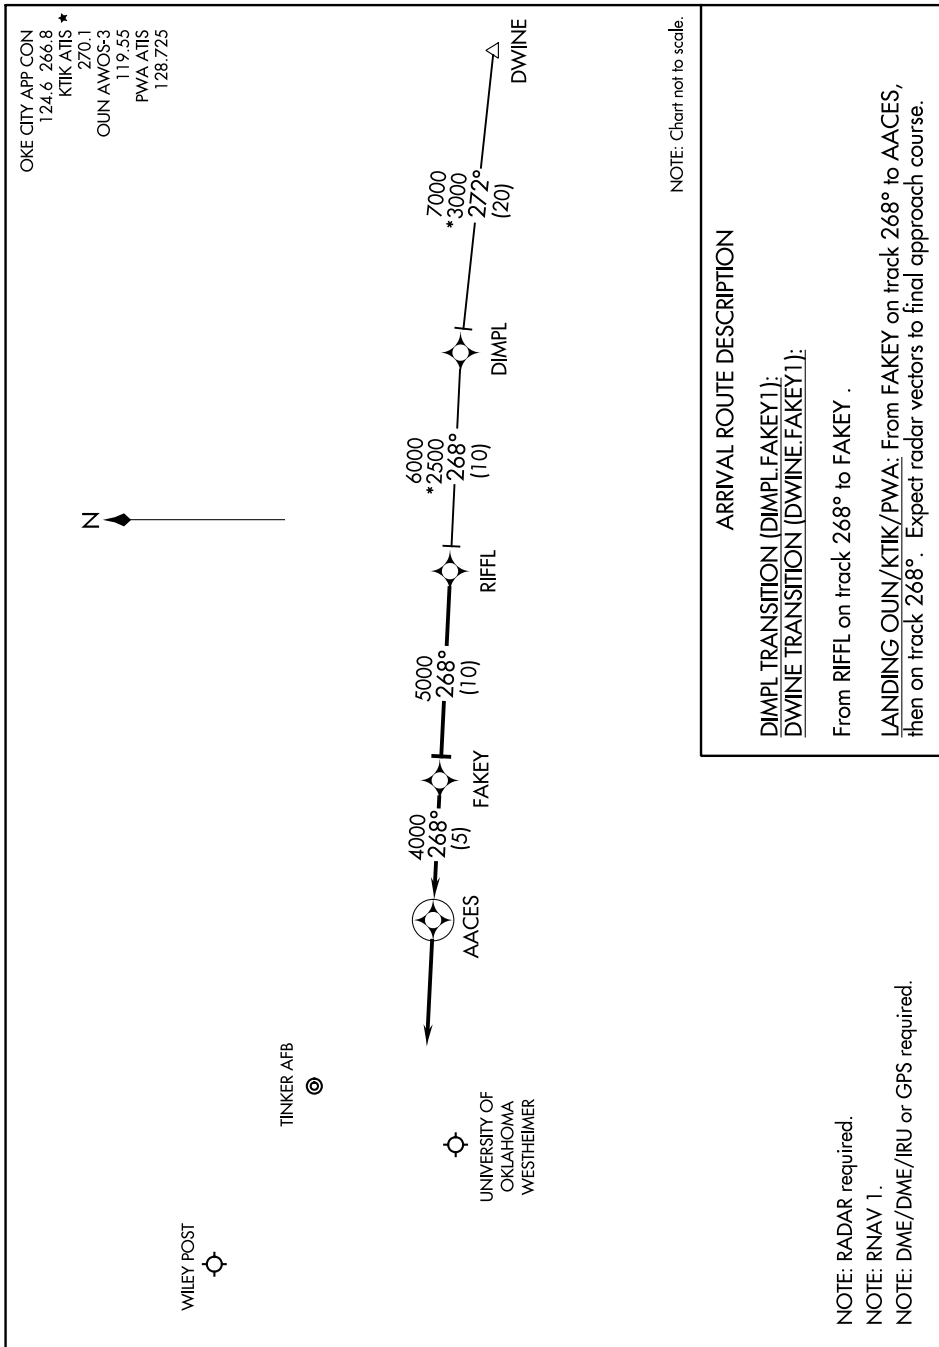 OKE CITY APP CON
124.6 266.8
KTIK ATIS ★
270.1
OUN AWOS-3
119.55
PWA ATIS
128.725
N
WILEY POST
TINKER AFB
UNIVERSITY OF
OKLAHOMA
WESTHEIMER
AACES
4000
268°
(5)
FAKEY
5000
268°
(10)
RIFFL
6000
*2500
268°
(10)
DIMPL
7000
*3000
272°
(20)
DWINE
NOTE: Chart not to scale.
NOTE: RADAR required.
NOTE: RNAV 1.
NOTE: DME/DME/IRU or GPS required.
ARRIVAL ROUTE DESCRIPTION
DIMPL TRANSITION (DIMPL.FAKEY1):
DWINE TRANSITION (DWINE.FAKEY1):
From RIFFL on track 268° to FAKEY .
LANDING OUN/KTIK/PWA: From FAKEY on track 268° to AACES,
then on track 268°. Expect radar vectors to final approach course.